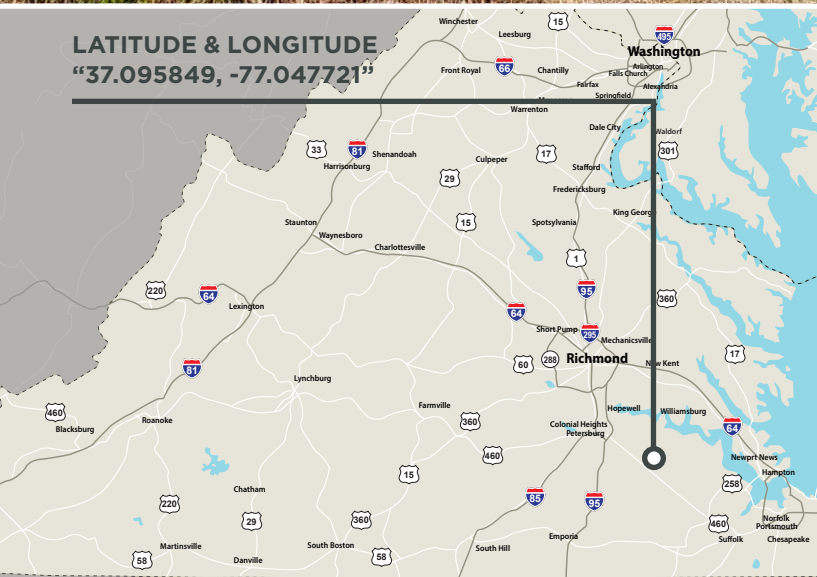 LATITUDE & LONGITUDE
“37.095849, -77.047721”
Winchester
15
Leesburg
495
Washington
Front Royal
66
Chantilly
Arlington
Falls Church
Fairfax
Alexandria
Springfield
Warrenton
Dale City
Waldorf
33
81
Shenandoah
Harrisonburg
Culpeper
17
301
29
Stafford
Fredericksburg
King George
Staunton
15
Spotsylvania
Waynesboro
Charlottesville
1
220
64
Lexington
95
360
64
Short Pump
295
Mechanicsville
81
60
288
Richmond
New Kent
17
Lynchburg
460
Blacksburg
Roanoke
Farmville
360
Hopewell
Williamsburg
Colonial Heights
Petersburg
64
460
Newprt News
Hampton
15
258
Chatham
85
95
220
29
360
460
Norfolk
Portsmouth
Martinsville
South Boston
Emporia
Suffolk
Chesapeake
58
Danville
58
South Hill